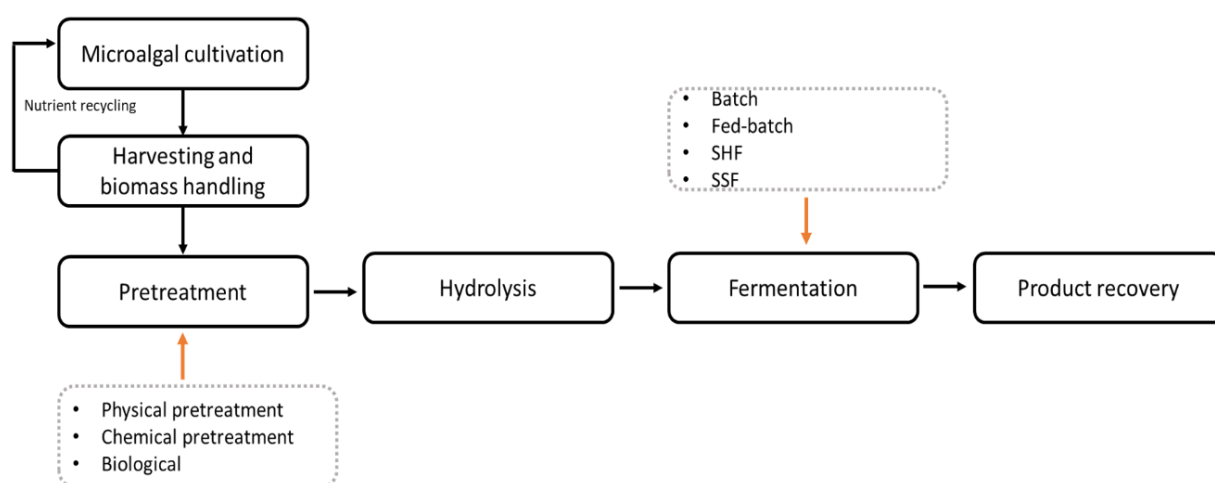 Microalgal cultivation
Nutrient recycling
Harvesting and
biomass handling
• Batch
• Fed-batch
• SHF
• SSF
Pretreatment
Hydrolysis
Fermentation
Product recovery
• Physical pretreatment
• Chemical pretreatment
• Biological